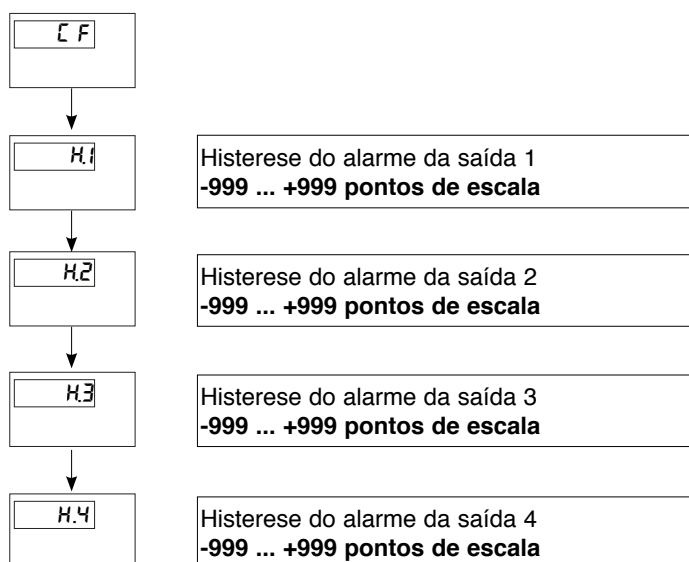 C F
H.1
Histerese do alarme da saída 1
-999 ... +999 pontos de escala
H.2
Histerese do alarme da saída 2
-999 ... +999 pontos de escala
H.3
Histerese do alarme da saída 3
-999 ... +999 pontos de escala
H.4
Histerese do alarme da saída 4
-999 ... +999 pontos de escala